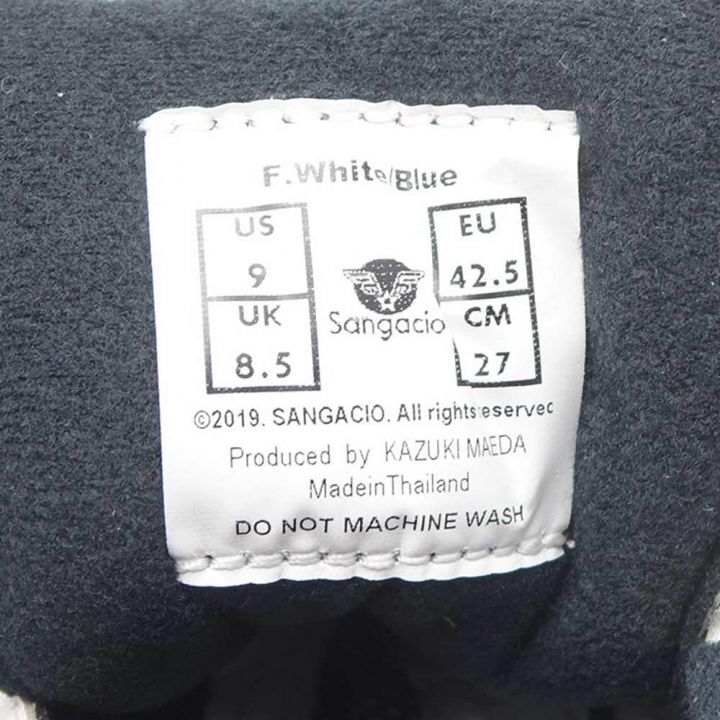 F.White/Blue
US
9
UK
8.5
Sangacio
EU
42.5
CM
27
©2019. SANGACIO. All rights eservec
Produced by KAZUKI MAEDA
MadeinThailand
DO NOT MACHINE WASH